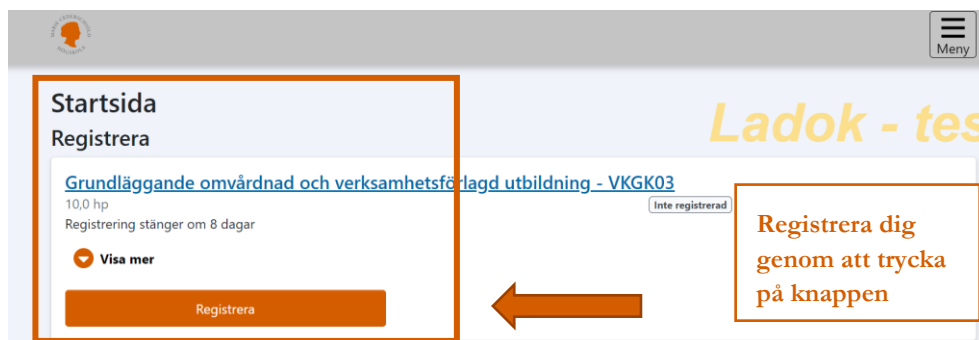 Meny
Startsida
Registrera
Ladok - tes
Grundläggande omvårdnad och verksamhetsförlagd utbildning - VKGK03
10,0 hp
Inte registrerad
Registrering stänger om 8 dagar
Visa mer
Registrera
Registrera dig
genom att trycka
på knappen